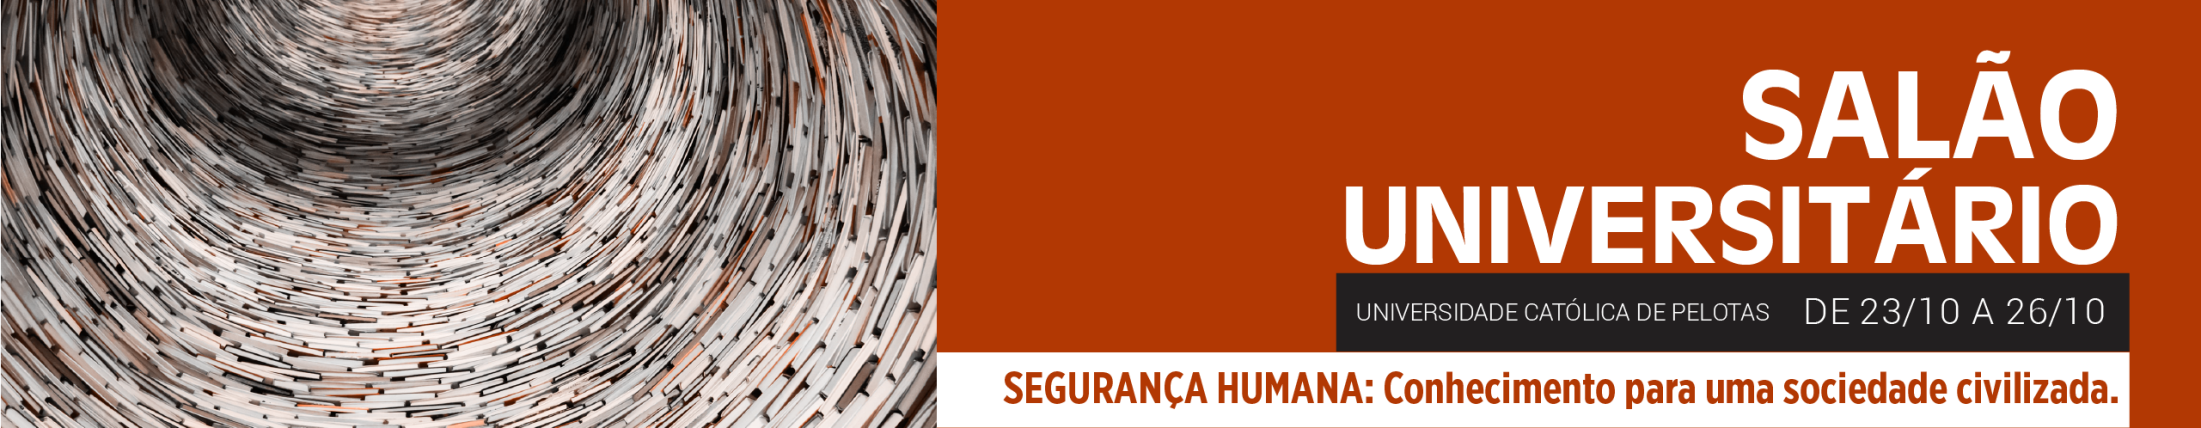 SALÃO
UNIVERSITÁRIO
UNIVERSIDADE CATÓLICA DE PELOTAS DE 23/10 A 26/10
SEGURANÇA HUMANA: Conhecimento para uma sociedade civilizada.